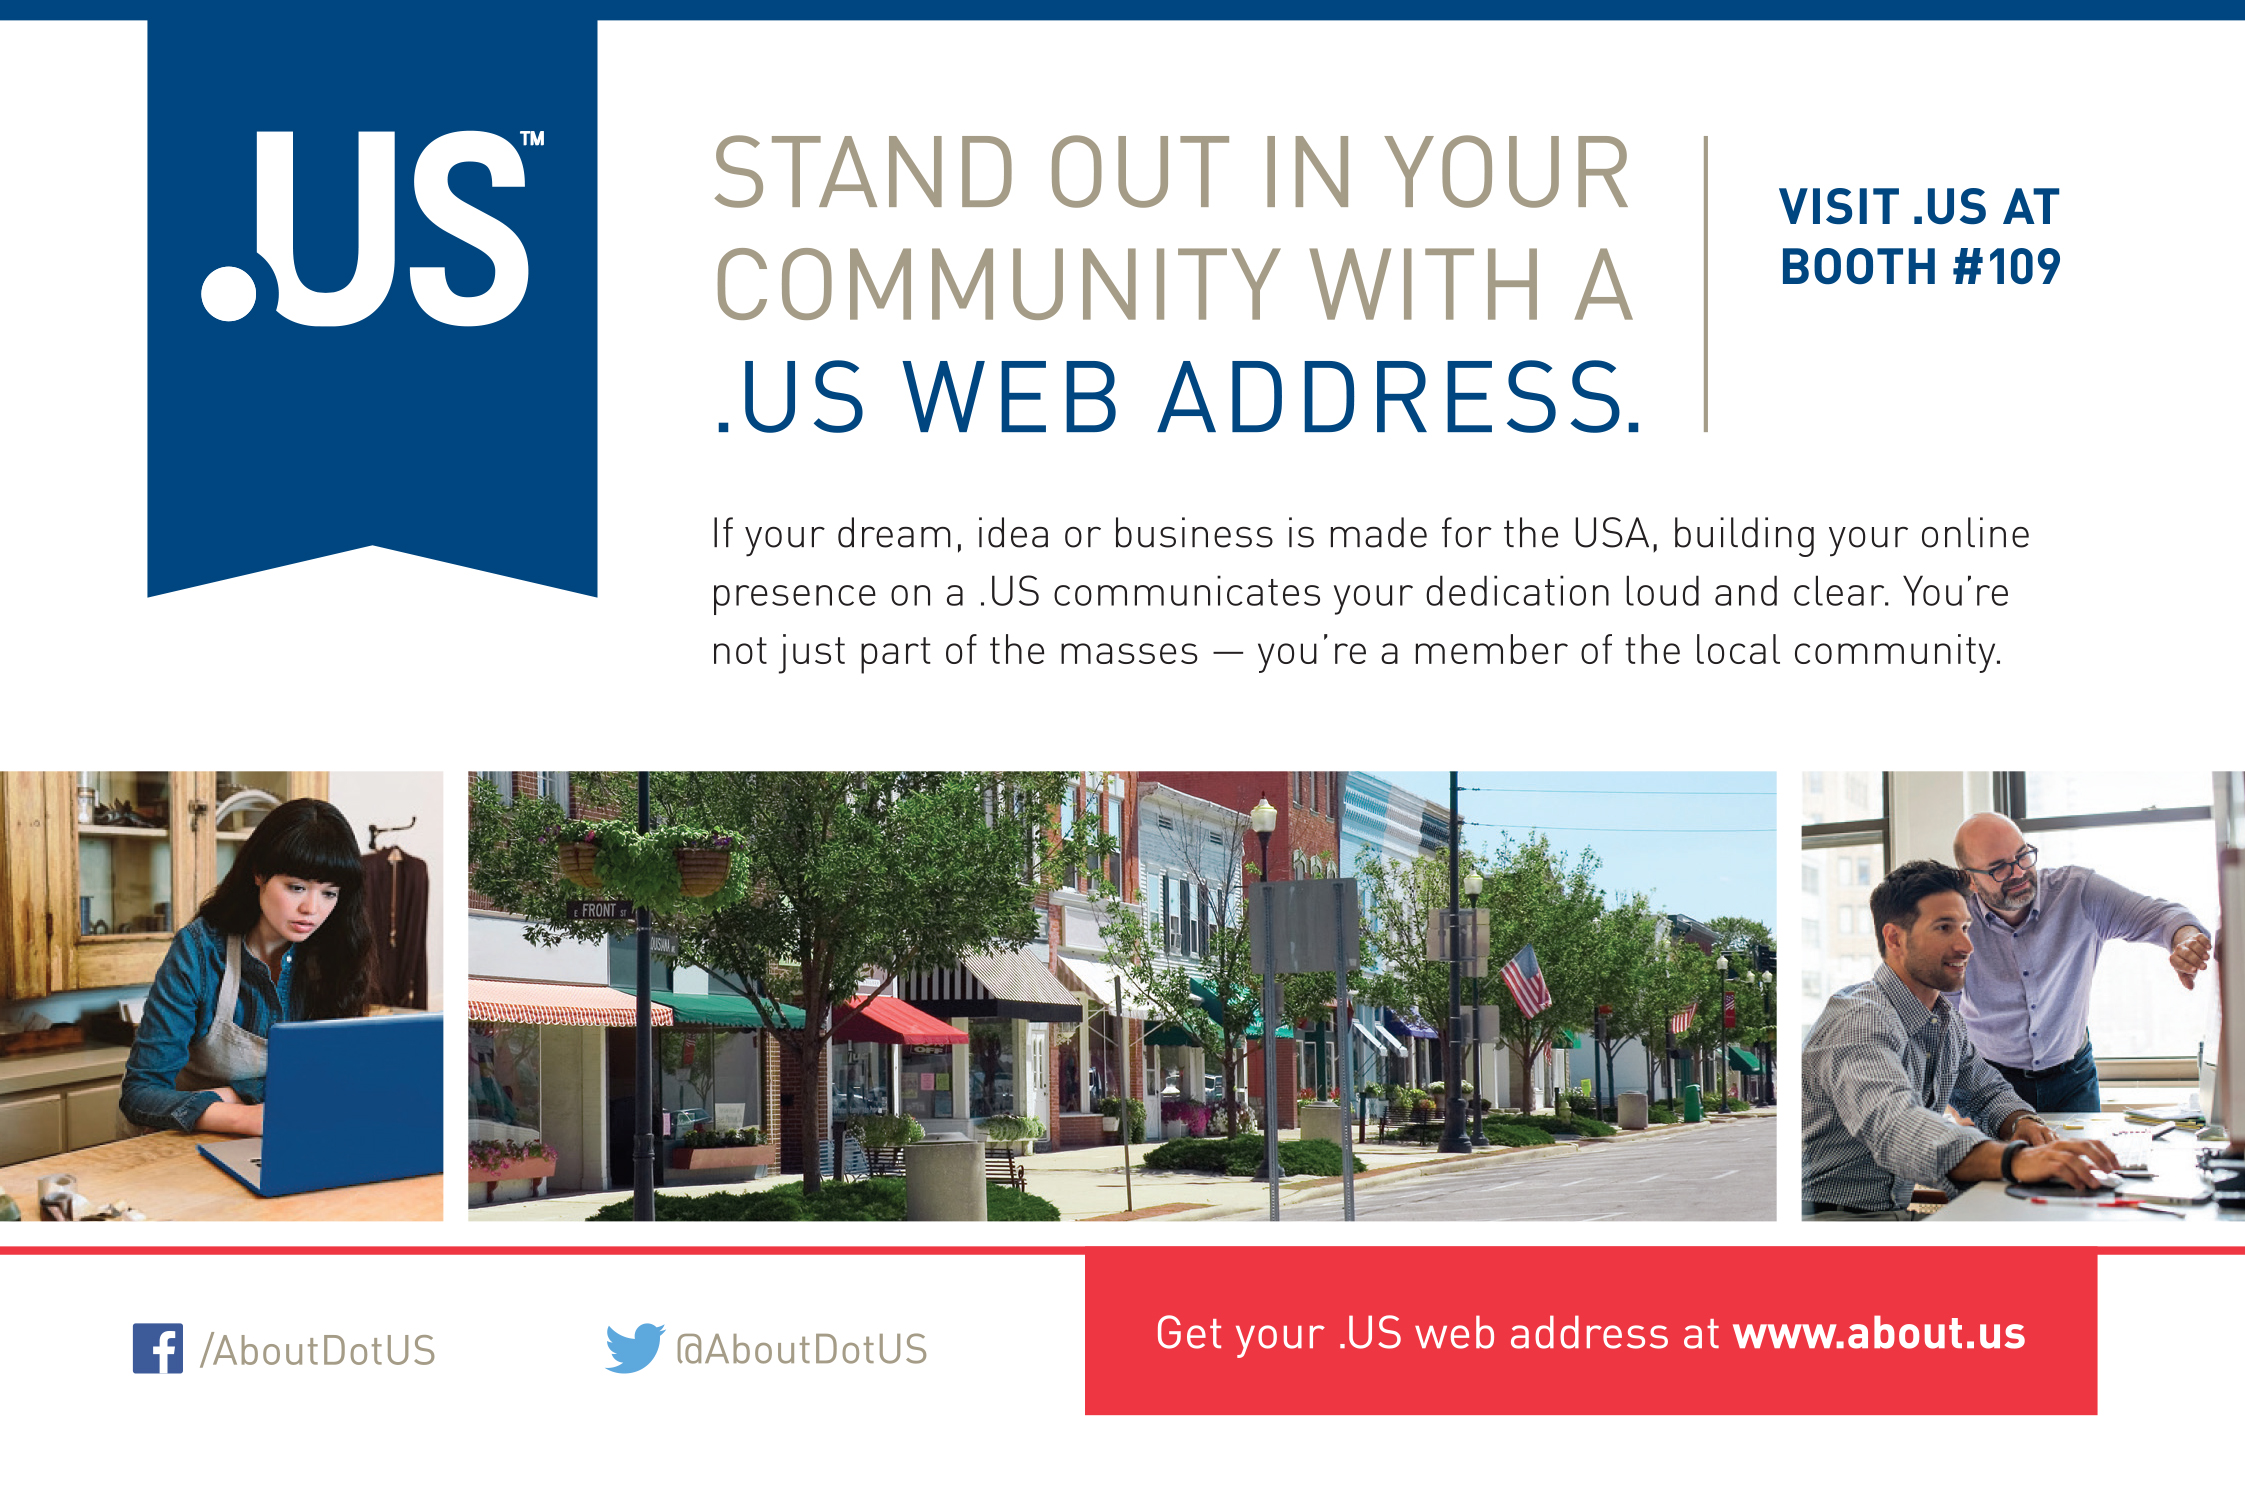 .US™
STAND OUT IN YOUR
COMMUNITY WITH A
.US WEB ADDRESS.
VISIT .US AT
BOOTH #109
If your dream, idea or business is made for the USA, building your online
presence on a .US communicates your dedication loud and clear. You’re
not just part of the masses — you’re a member of the local community.
E FRONT ST
/AboutDotUS
@AboutDotUS
Get your .US web address at www.about.us